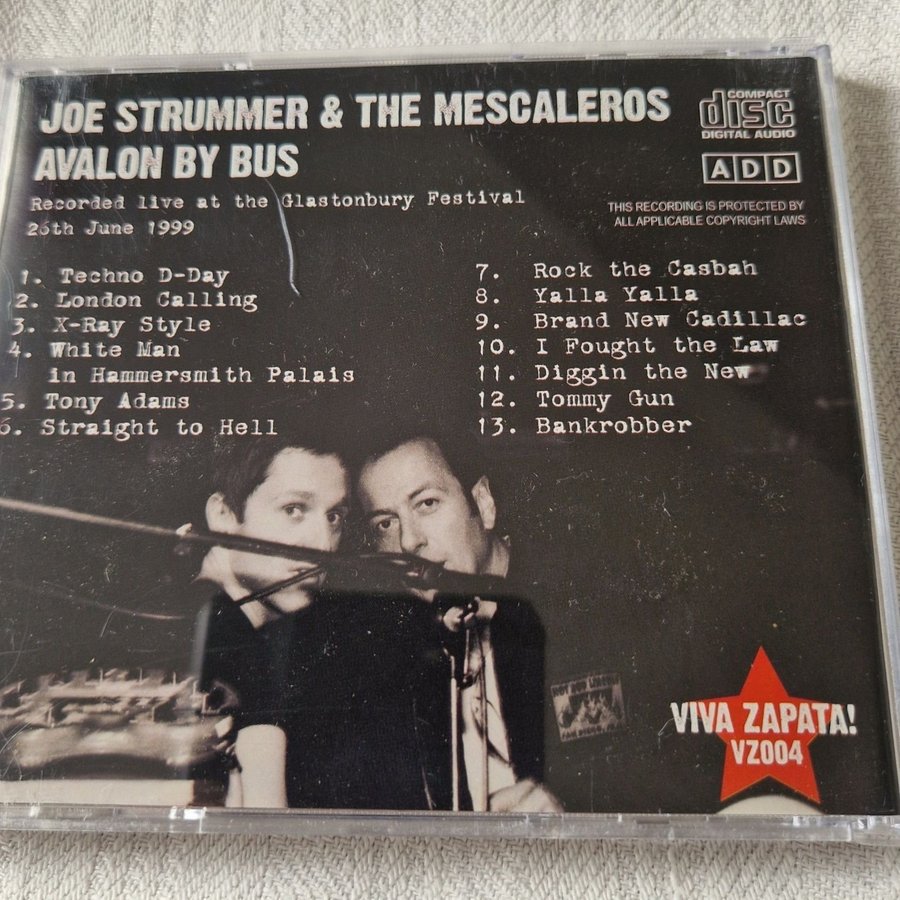 JOE STRUMMER & THE MESCALEROS
AVALON BY BUS
Recorded live at the Glastonbury Festival
26th June 1999
COMPACT
disc
DIGITAL AUDIO
ADD
THIS RECORDING IS PROTECTED BY
ALL APPLICABLE COPYRIGHT LAWS
1. Techno D-Day
2. London Calling
3. X-Ray Style
4. White Man
in Hammersmith Palais
5. Tony Adams
6. Straight to Hell
7. Rock the Casbah
8. Yalla Yalla
9. Brand New Cadillac
10. I Fought the Law
11. Diggin the New
12. Tommy Gun
13. Bankrobber
VIVA ZAPATA!
VZ004